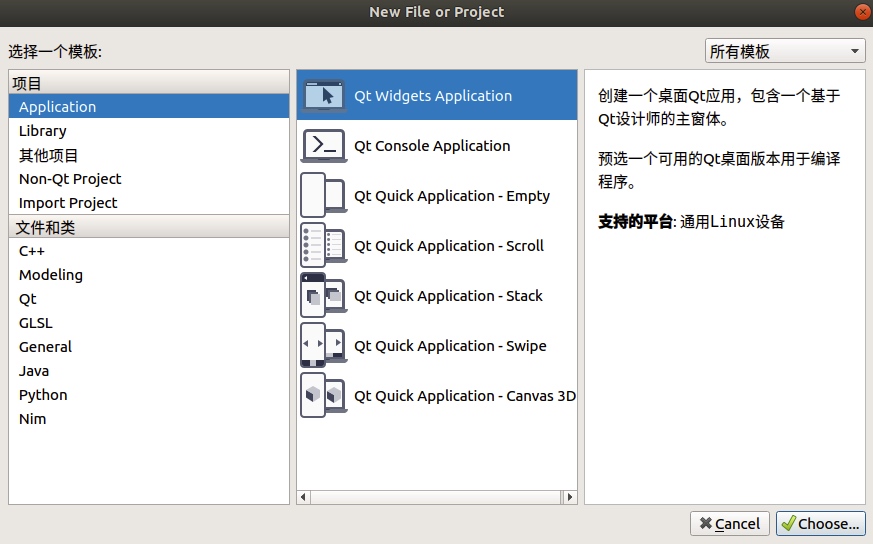 New File or Project
选择一个模板:
所有模板
项目
Application
Library
其他项目
Non-Qt Project
Import Project
文件和类
C++
Modeling
Qt
GLSL
General
Java
Python
Nim
Qt Widgets Application
Qt Console Application
Qt Quick Application - Empty
Qt Quick Application - Scroll
Qt Quick Application - Stack
Qt Quick Application - Swipe
Qt Quick Application - Canvas 3D
创建一个桌面Qt应用，包含一个基于
Qt设计师的主窗体。
预选一个可用的Qt桌面版本用于编译
程序。
支持的平台: 通用Linux设备
Cancel
Choose...